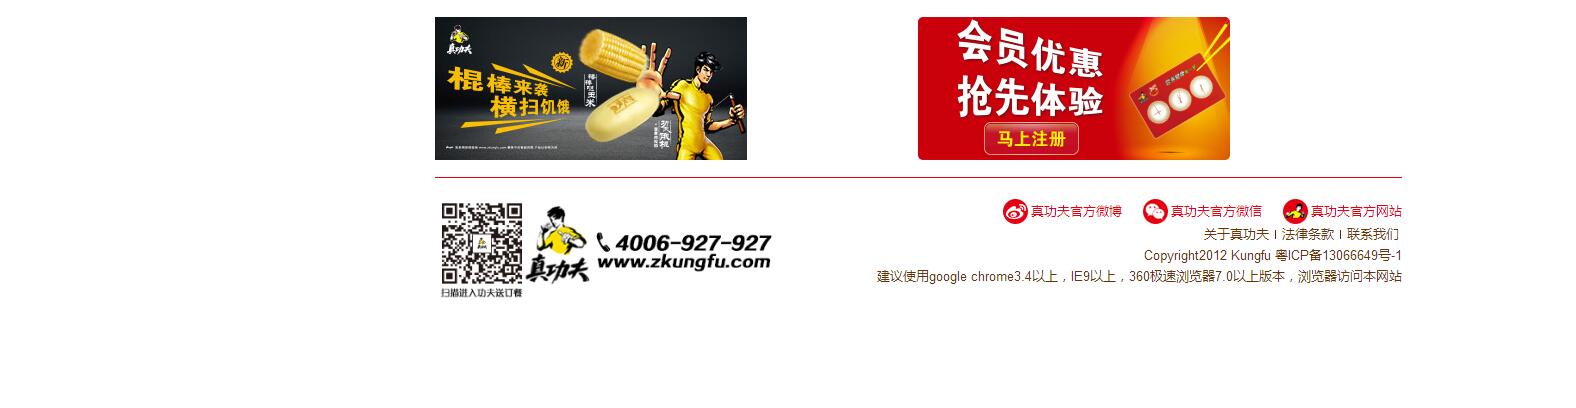 真功夫
棍棒来袭
横扫饥饿
新
棒棒哒玉米
会员优惠
抢先体验
马上注册
真功夫官方微博 真功夫官方微信 真功夫官方网站
关于真功夫 I 法律条款 I 联系我们
4006-927-927
www.zkungfu.com
真功夫
扫描进入功夫送订餐
Copyright2012 Kungfu 粤ICP备13066649号-1
建议使用google chrome3.4以上，IE9以上，360极速浏览器7.0以上版本，浏览器访问本网站